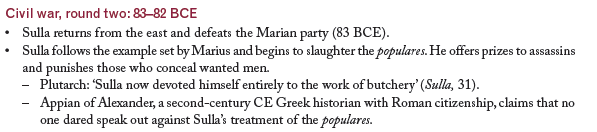 Civil war, round two: 83–82 BCE
• Sulla returns from the east and defeats the Marian party (83 BCE).
• Sulla follows the example set by Marius and begins to slaughter the populares. He offers prizes to assassins
and punishes those who conceal wanted men.
– Plutarch: ‘Sulla now devoted himself entirely to the work of butchery’ (Sulla, 31).
– Appian of Alexander, a second-century CE Greek historian with Roman citizenship, claims that no
one dared speak out against Sulla’s treatment of the populares.